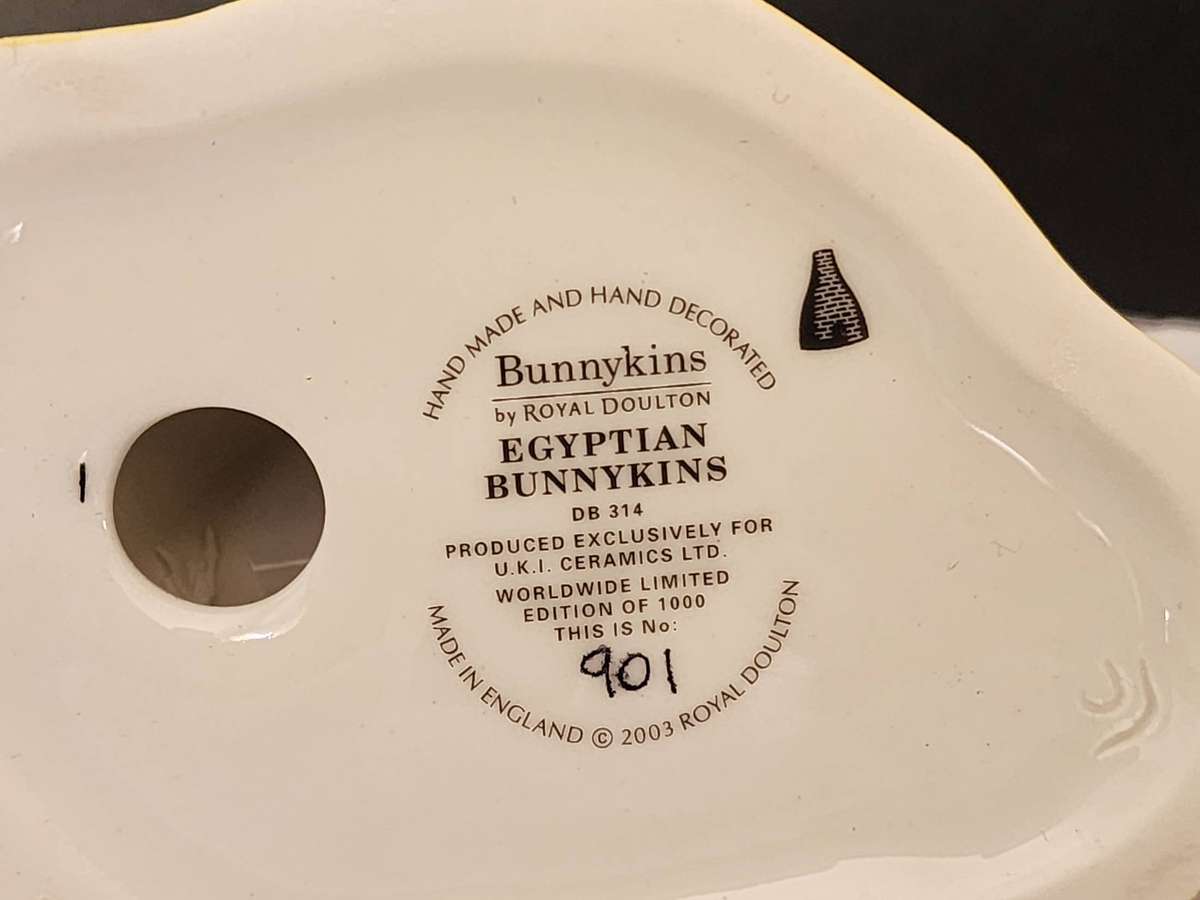 HAND MADE AND HAND DECORATED
Bunnykins
by ROYAL DOULTON
EGYPTIAN
BUNNYKINS
DB 314
PRODUCED EXCLUSIVELY FOR
U.K.I. CERAMICS LTD.
WORLDWIDE LIMITED
EDITION OF 1000
THIS IS No:
901
MADE IN ENGLAND © 2003 ROYAL DOULTON